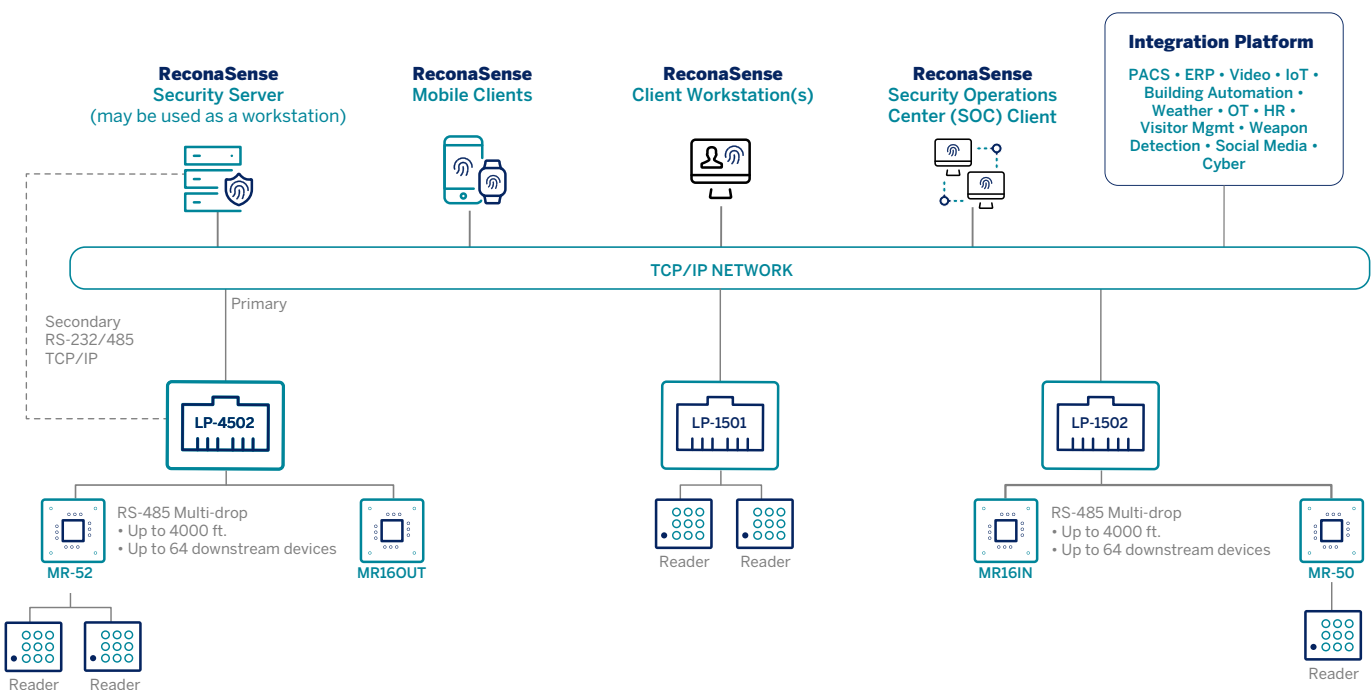 ReconaSense
Security Server
(may be used as a workstation)
ReconaSense
Mobile Clients
ReconaSense
Client Workstation(s)
ReconaSense
Security Operations
Center (SOC) Client
Integration Platform
PACS • ERP • Video • IoT •
Building Automation •
Weather • OT • HR •
Visitor Mgmt • Weapon
Detection • Social Media •
Cyber
TCP/IP NETWORK
Primary
Secondary
RS-232/485
TCP/IP
LP-4502
LP-1501
LP-1502
RS-485 Multi-drop
• Up to 4000 ft.
• Up to 64 downstream devices
MR-52
MR16OUT
Reader
Reader
RS-485 Multi-drop
• Up to 4000 ft.
• Up to 64 downstream devices
MR16IN
MR-50
Reader
Reader
Reader